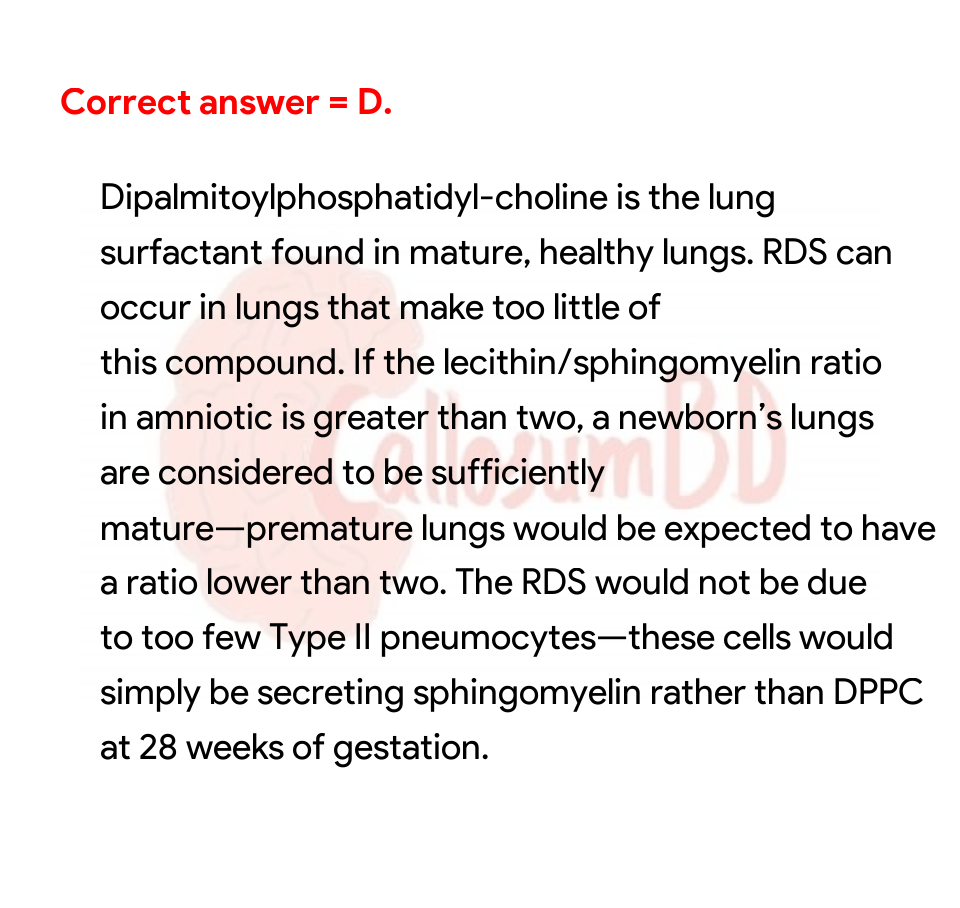 Correct answer = D.
Dipalmitoylphosphatidyl-choline is the lung
surfactant found in mature, healthy lungs. RDS can
occur in lungs that make too little of
this compound. If the lecithin/sphingomyelin ratio
in amniotic is greater than two, a newborn’s lungs
are considered to be sufficiently
mature—premature lungs would be expected to have
a ratio lower than two. The RDS would not be due
to too few Type II pneumocytes—these cells would
simply be secreting sphingomyelin rather than DPPC
at 28 weeks of gestation.
CallosumBD